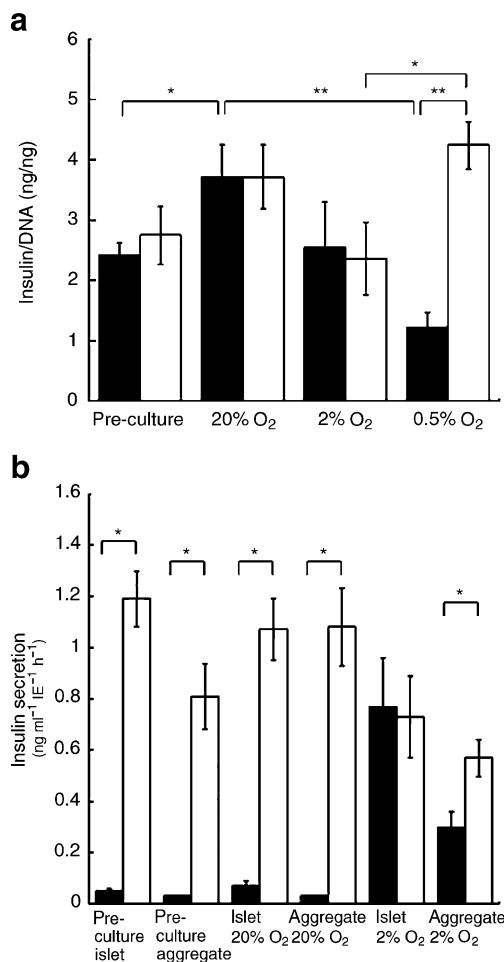 a
6
5
4
3
2
1
0
Insulin/DNA (ng/ng)
*
**
*
**
Pre-culture 20% O₂ 2% O₂ 0.5% O₂
b
1.6
1.4
1.2
1
0.8
0.6
0.4
0.2
0
Insulin secretion
(ng ml⁻¹ IE⁻¹ h⁻¹)
*
*
*
*
*
Pre-
culture
islet
Pre-
culture
aggregate
Islet
20% O₂
Aggregate
20% O₂
Islet
2% O₂
Aggregate
2% O₂